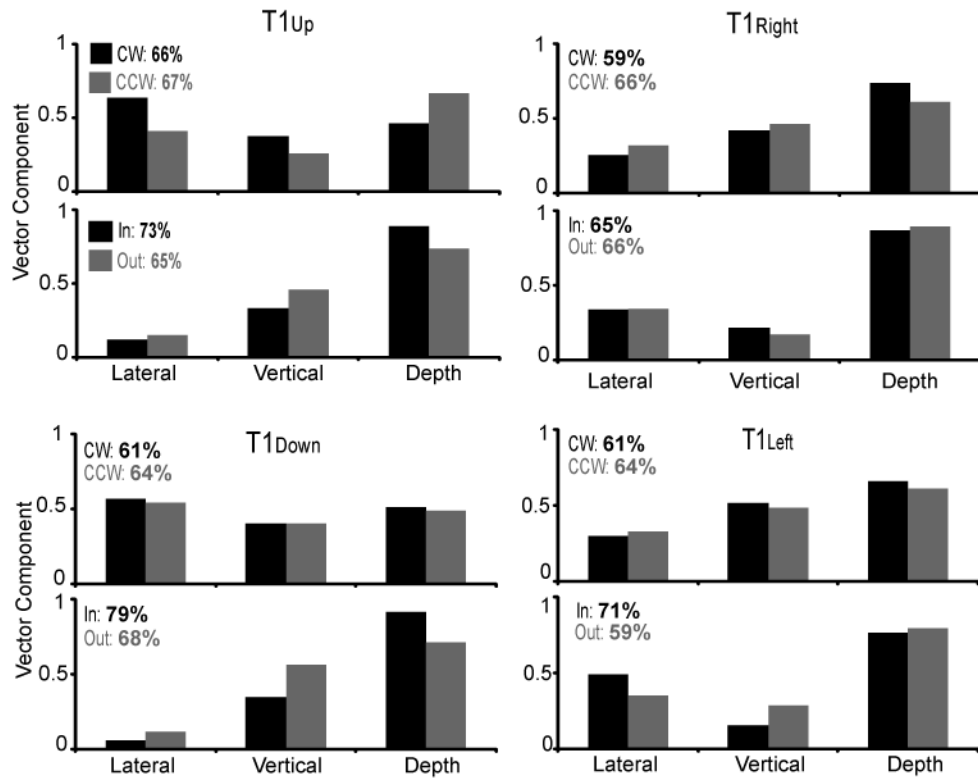 T1Up
1
CW: 66%
CCW: 67%
0.5
0
1
In: 73%
Out: 65%
0.5
0
Lateral Vertical Depth
Vector Component
T1Right
1
CW: 59%
CCW: 66%
0.5
0
1
In: 65%
Out: 66%
0.5
0
Lateral Vertical Depth
T1Down
1
CW: 61%
CCW: 64%
0.5
0
1
In: 79%
Out: 68%
0.5
0
Lateral Vertical Depth
Vector Component
T1Left
1
CW: 61%
CCW: 64%
0.5
0
1
In: 71%
Out: 59%
0.5
0
Lateral Vertical Depth